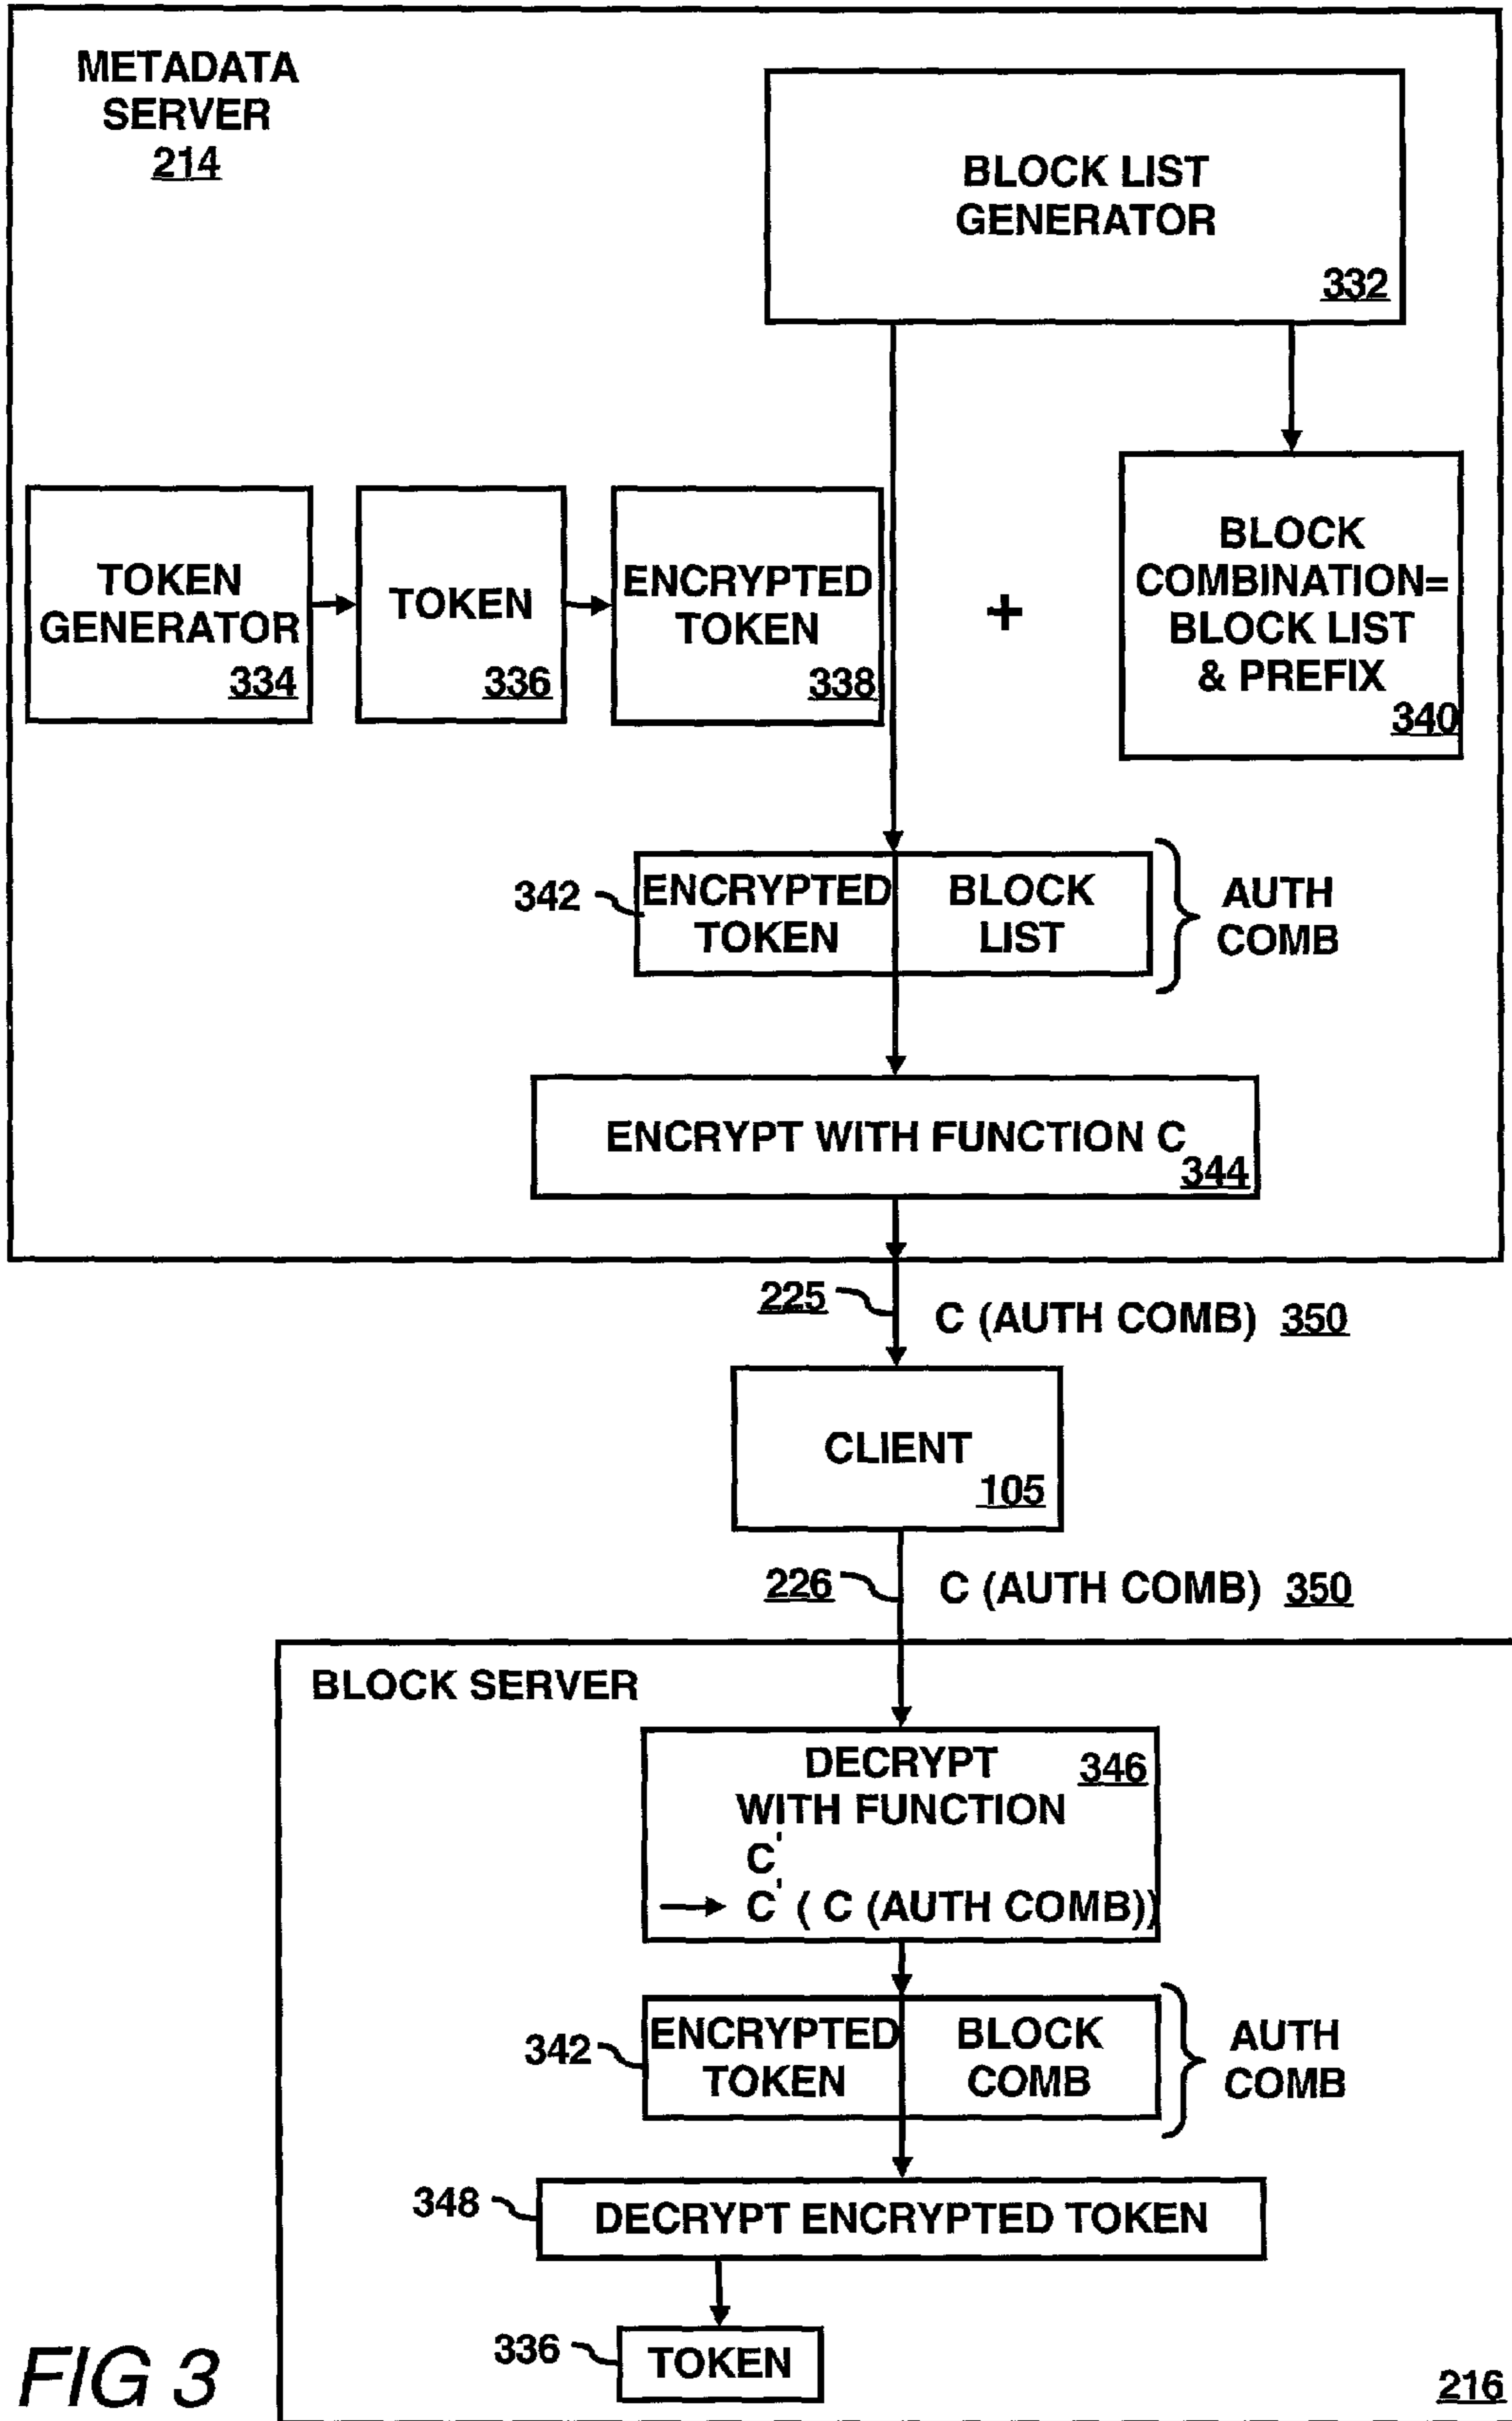 METADATA
SERVER
214
BLOCK LIST
GENERATOR
332
TOKEN
GENERATOR
334
TOKEN
336
ENCRYPTED
TOKEN
338
+
BLOCK
COMBINATION=
BLOCK LIST
& PREFIX
340
342
ENCRYPTED
TOKEN
BLOCK
LIST
AUTH
COMB
ENCRYPT WITH FUNCTION C
344
225
C (AUTH COMB) 350
CLIENT
105
226
C (AUTH COMB) 350
BLOCK SERVER
DECRYPT
WITH FUNCTION
C'
C' ( C (AUTH COMB))
346
342
ENCRYPTED
TOKEN
BLOCK
COMB
AUTH
COMB
348
DECRYPT ENCRYPTED TOKEN
336
TOKEN
216
FIG 3